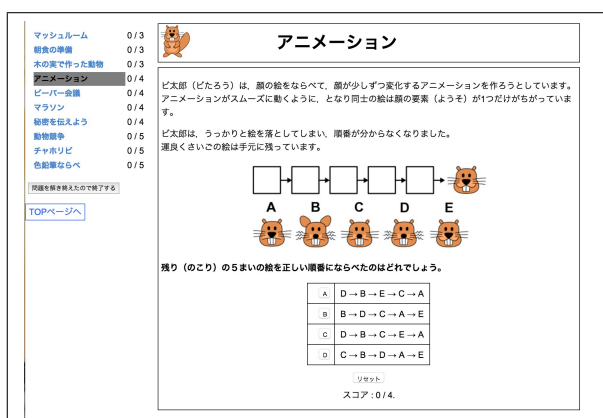 マッシュルーム 0 / 3
朝食の準備 0 / 3
木の実で作った動物 0 / 3
アニメーション 0 / 4
ビーバー会議 0 / 4
マラソン 0 / 4
秘密を伝えよう 0 / 4
動物競争 0 / 5
チャホリビ 0 / 5
色鉛筆ならべ 0 / 5
問題を解き終えたので終了する
TOPページへ
アニメーション
ビ太郎（ビたろう）は，顔の絵をならべて，顔が少しずつ変化するアニメーションを作ろうとしています。
アニメーションがスムーズに動くように，となり同士の絵は顔の要素（ようそ）が1つだけがちがっていま
す。
ビ太郎は，うっかりと絵を落としてしまい，順番が分からなくなりました。
運良くさいごの絵は手元に残っています。
A B C D E
残り（のこり）の５まいの絵を正しい順番にならべたのはどれでしょう。
A D → B → E → C → A
B B → D → C → A → E
C D → B → C → E → A
D C → B → D → A → E
リセット
スコア : 0 / 4.